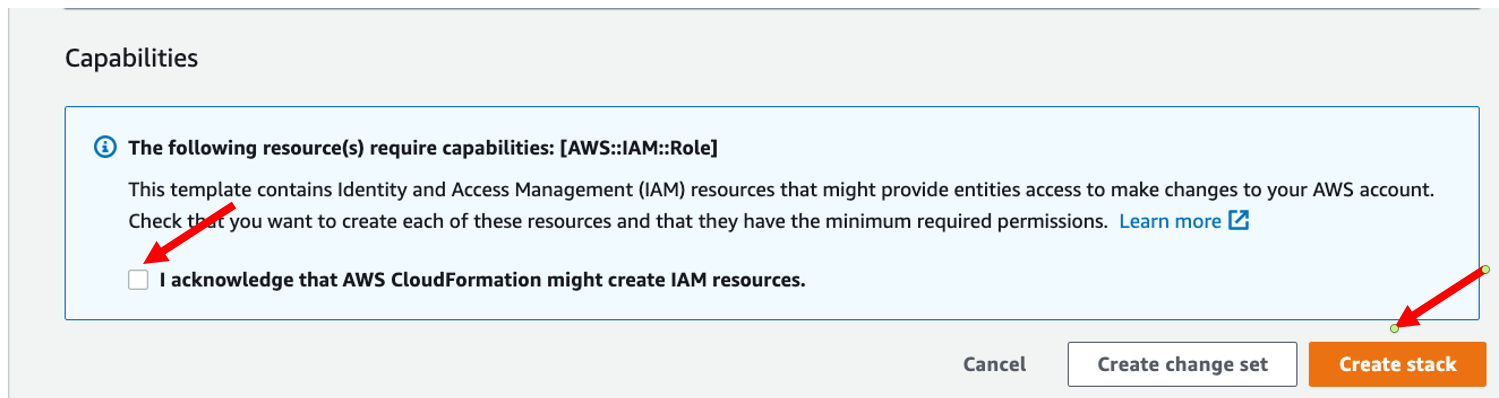 Capabilities
The following resource(s) require capabilities: [AWS::IAM::Role]
This template contains Identity and Access Management (IAM) resources that might provide entities access to make changes to your AWS account.
Check that you want to create each of these resources and that they have the minimum required permissions. Learn more
I acknowledge that AWS CloudFormation might create IAM resources.
Cancel Create change set Create stack